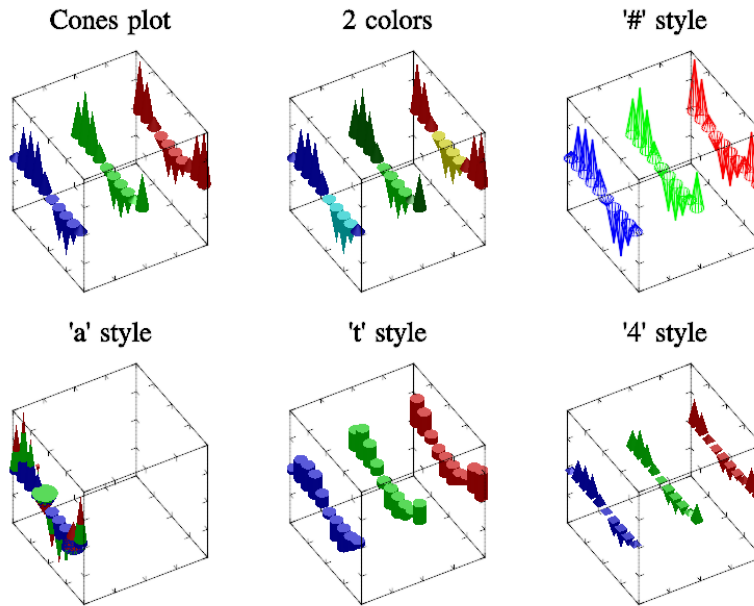 Cones plot
2 colors
'#' style
'a' style
't' style
'4' style